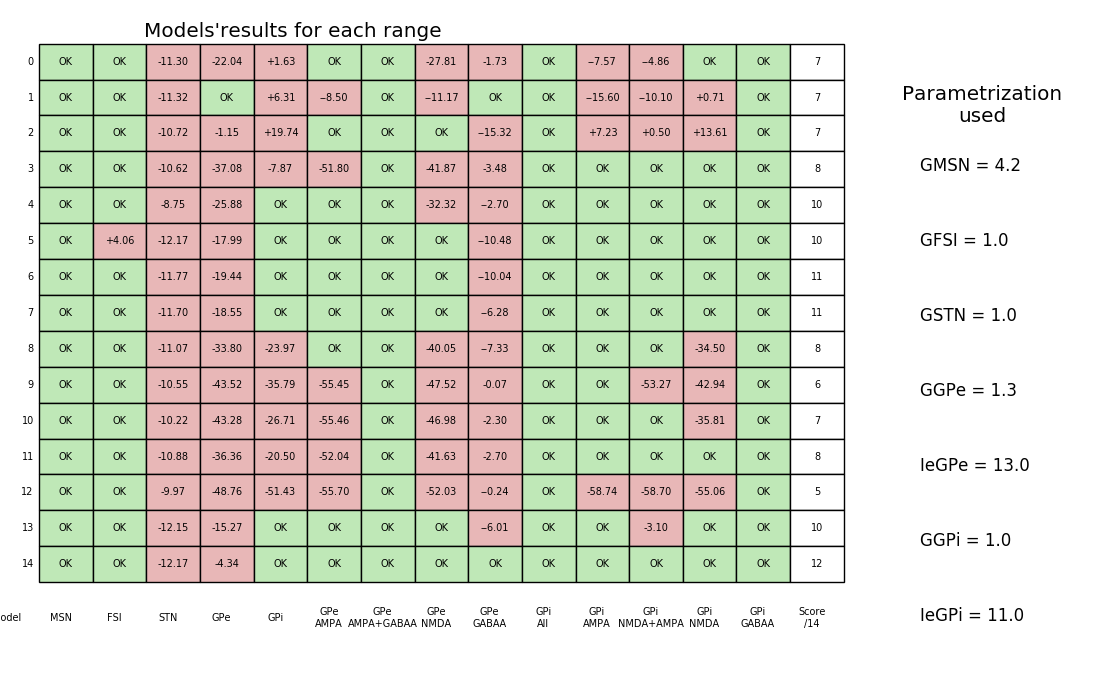 Models'results for each range
0 OK OK -11.30 -22.04 +1.63 OK OK -27.81 -1.73 OK --7.57 --4.86 OK OK 7
1 OK OK -11.32 OK +6.31 --8.50 OK --11.17 OK OK --15.60 --10.10 +0.71 OK 7
2 OK OK -10.72 -1.15 +19.74 OK OK OK --15.32 OK +7.23 +0.50 +13.61 OK 7
3 OK OK -10.62 -37.08 -7.87 -51.80 OK -41.87 -3.48 OK OK OK OK OK 8
4 OK OK -8.75 -25.88 OK OK OK -32.32 --2.70 OK OK OK OK OK 10
5 OK +4.06 -12.17 -17.99 OK OK OK OK --10.48 OK OK OK OK OK 10
6 OK OK -11.77 -19.44 OK OK OK OK --10.04 OK OK OK OK OK 11
7 OK OK -11.70 -18.55 OK OK OK OK --6.28 OK OK OK OK OK 11
8 OK OK -11.07 -33.80 -23.97 OK OK -40.05 --7.33 OK OK OK -34.50 OK 8
9 OK OK -10.55 -43.52 -35.79 -55.45 OK -47.52 -0.07 OK OK -53.27 -42.94 OK 6
10 OK OK -10.22 -43.28 -26.71 -55.46 OK -46.98 -2.30 OK OK OK -35.81 OK 7
11 OK OK -10.88 -36.36 -20.50 -52.04 OK -41.63 -2.70 OK OK OK OK OK 8
12 OK OK -9.97 -48.76 -51.43 -55.70 OK -52.03 --0.24 OK -58.74 -58.70 -55.06 OK 5
13 OK OK -12.15 -15.27 OK OK OK OK --6.01 OK OK -3.10 OK OK 10
14 OK OK -12.17 -4.34 OK OK OK OK OK OK OK OK OK OK 12
odel MSN FSI STN GPe GPi GPe GPe GPe GPe GPi GPi GPi GPi GPi Score
AMPA AMPA+GABAA NMDA GABAA All AMPA NMDA+AMPA NMDA GABAA /14
Parametrization
used
GMSN = 4.2
GFSI = 1.0
GSTN = 1.0
GGPe = 1.3
IeGPe = 13.0
GGPi = 1.0
IeGPi = 11.0